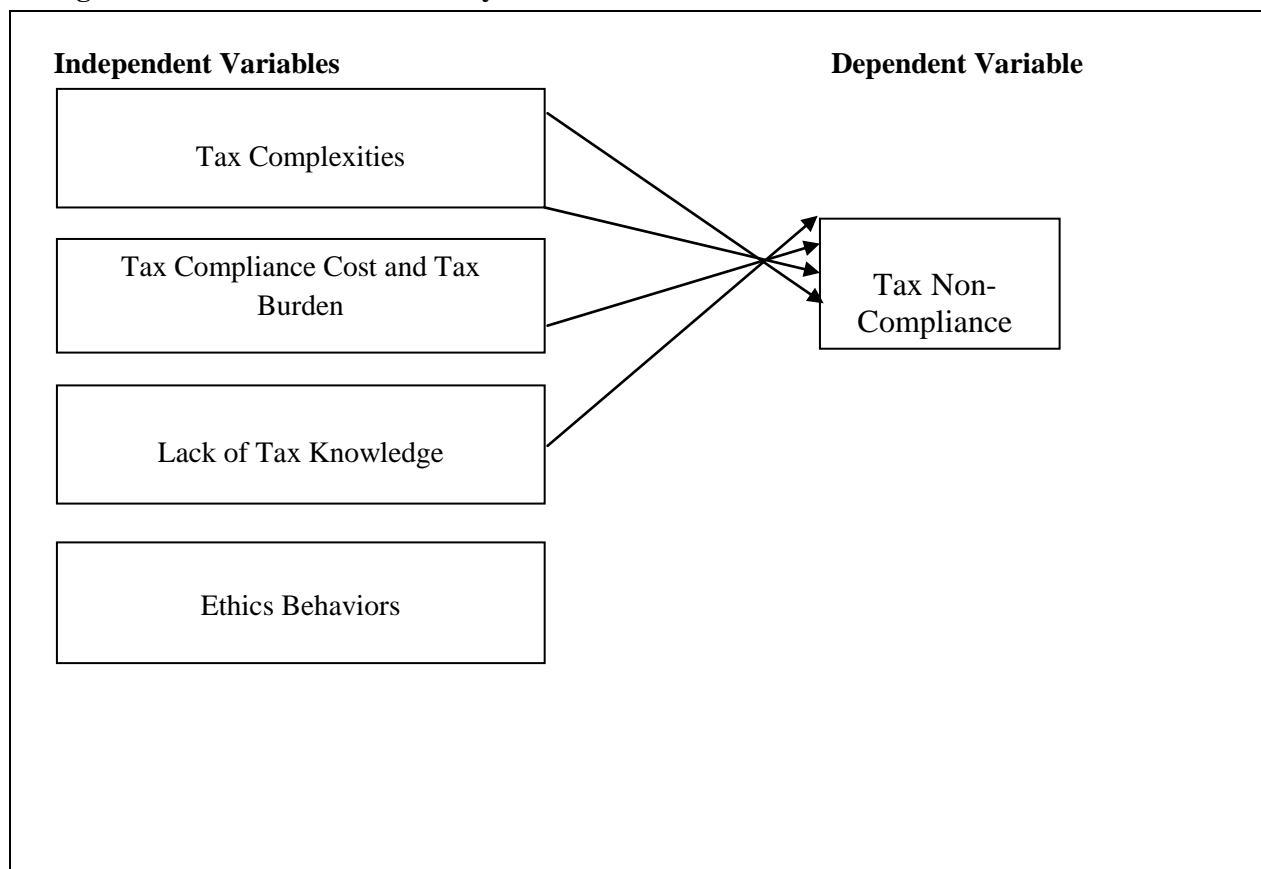 Independent Variables
Dependent Variable
Tax Complexities
Tax Compliance Cost and Tax
Burden
Tax Non-
Compliance
Lack of Tax Knowledge
Ethics Behaviors